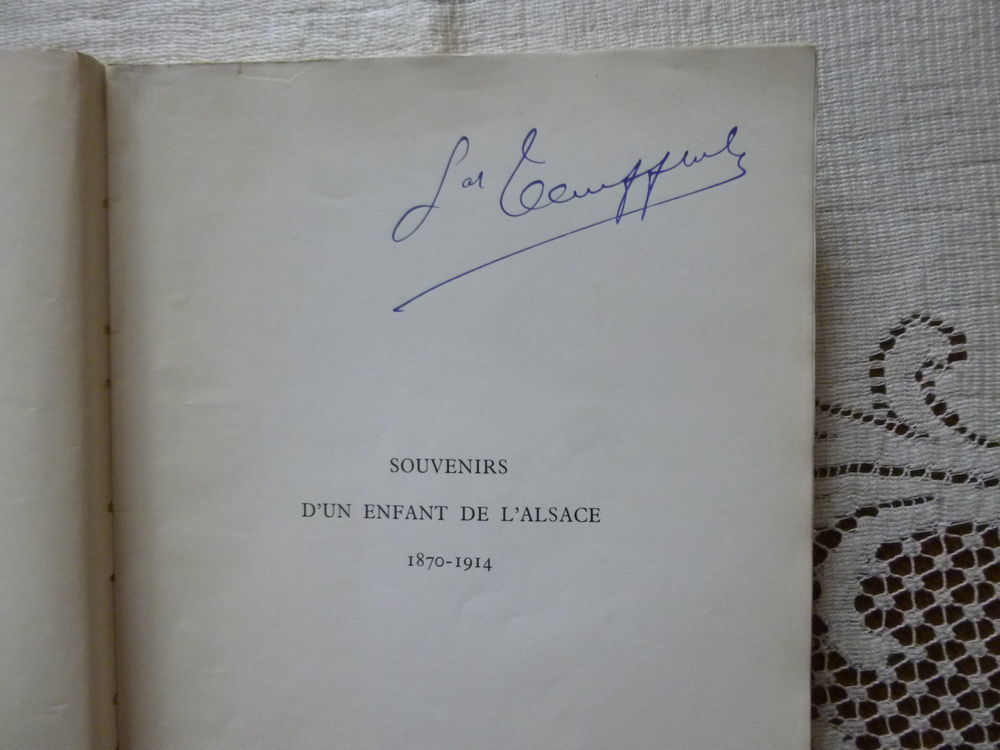 SOUVENIRS
D'UN ENFANT DE L'ALSACE
1870-1914